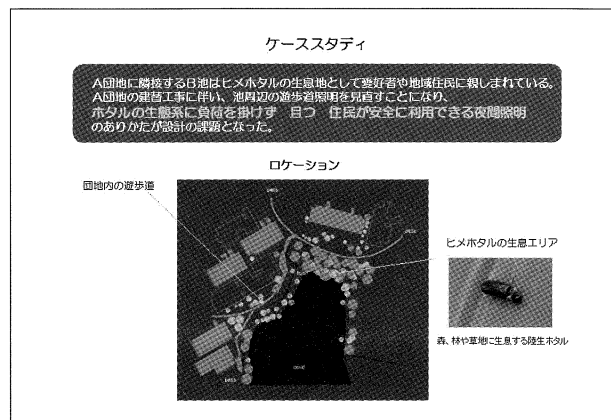 ケーススタディ
A団地に隣接するB池はヒメホタルの生息地として愛好者や地域住民に親しまれている。
A団地の建替工事に伴い、池周辺の遊歩道照明を見直すことになり、
ホタルの生態系に負荷を掛けず 且つ 住民が安全に利用できる夜間照明
のありかたが設計の課題となった。
ロケーション
団地内の遊歩道
ヒメホタルの生息エリア
森、林や草地に生息する陸生ホタル